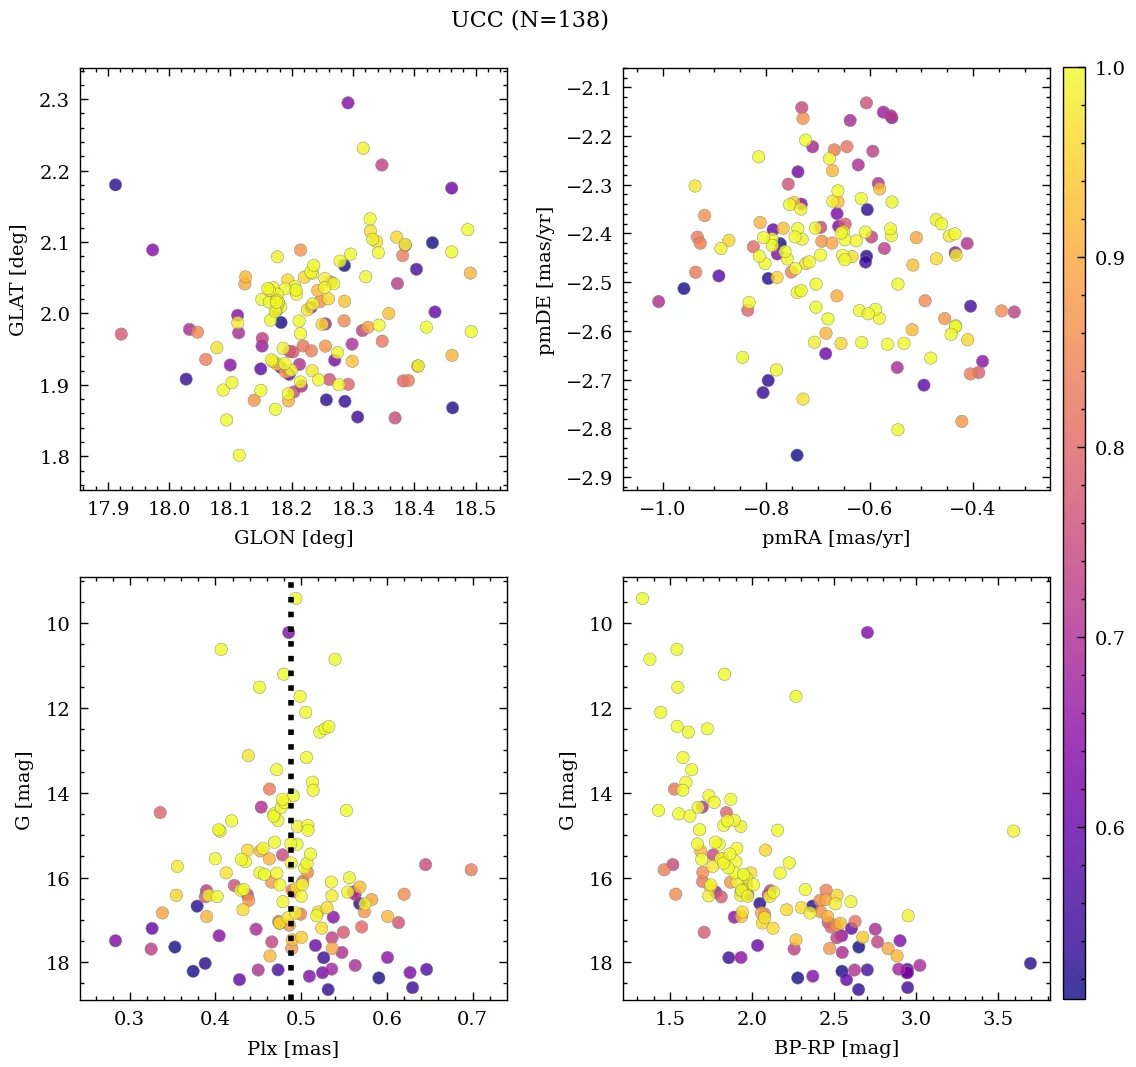 UCC (N=138)
2.3
2.2
2.1
2.0
1.9
1.8
GLAT [deg]
17.9 18.0 18.1 18.2 18.3 18.4 18.5
GLON [deg]
−2.1
−2.2
−2.3
−2.4
−2.5
−2.6
−2.7
−2.8
−2.9
pmDE [mas/yr]
−1.0 −0.8 −0.6 −0.4
pmRA [mas/yr]
1.0
0.9
0.8
0.7
0.6
10
12
14
16
18
G [mag]
0.3 0.4 0.5 0.6 0.7
Plx [mas]
10
12
14
16
18
G [mag]
1.5 2.0 2.5 3.0 3.5
BP-RP [mag]